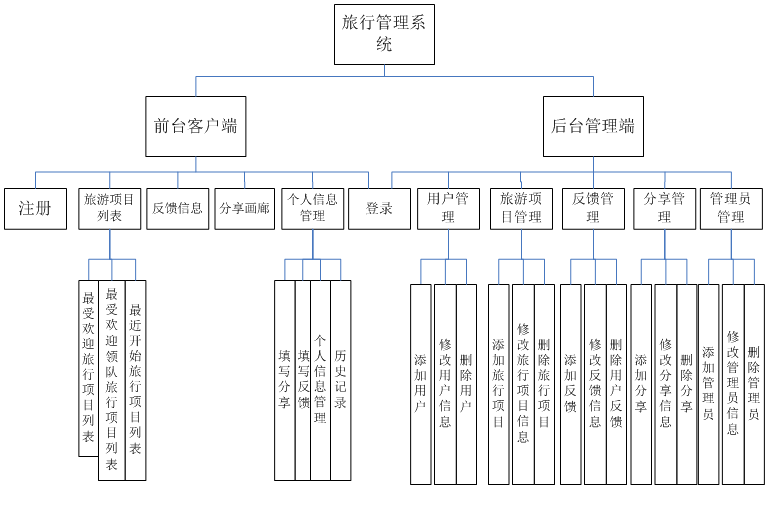 旅行管理系
统
前台客户端
后台管理端
注册
旅游项目
列表
反馈信息
分享画廊
个人信息
管理
登录
用户管
理
旅游项
目管理
反馈管
理
分享管
理
管理员
管理
最受欢迎旅行项目列表
最受欢迎领队旅行项目列表
最近开始旅行项目列表
填写分享
填写反馈
个人信息管理
历史记录
添加用户
修改用户信息
删除用户
添加旅行项目
修改旅行项目信息
删除旅行项目
添加反馈
修改反馈信息
删除用户反馈
添加分享
修改分享信息
删除分享
添加管理员
修改管理员信息
删除管理员